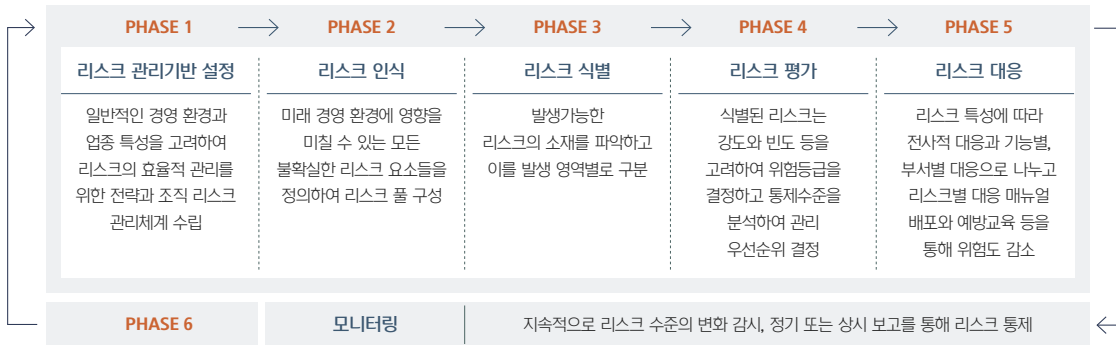 PHASE 1
PHASE 2
PHASE 3
PHASE 4
PHASE 5
리스크 관리기반 설정
일반적인 경영 환경과
업종 특성을 고려하여
리스크의 효율적 관리를
위한 전략과 조직 리스크
관리체계 수립
리스크 인식
미래 경영 환경에 영향을
미칠 수 있는 모든
불확실한 리스크 요소들을
정의하여 리스크 풀 구성
리스크 식별
발생가능한
리스크의 소재를 파악하고
이를 발생 영역별로 구분
리스크 평가
식별된 리스크는
강도와 빈도 등을
고려하여 위험등급을
결정하고 통제수준을
분석하여 관리
우선순위 결정
리스크 대응
리스크 특성에 따라
전사적 대응과 기능별,
부서별 대응으로 나누고
리스크별 대응 매뉴얼
배포와 예방교육 등을
통해 위험도 감소
PHASE 6
모니터링
지속적으로 리스크 수준의 변화 감시, 정기 또는 상시 보고를 통해 리스크 통제